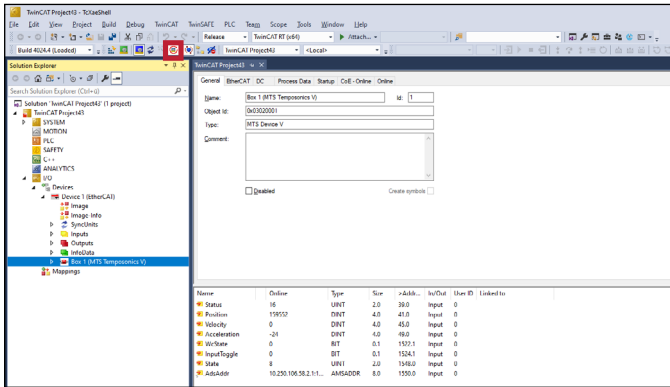 TwinCAT Project43 - TcXaeShell
File Edit View Project Build Debug TwinCAT TwinSAFE PLC Team Scope Tools Window Help
Release TwinCAT RT (x64) Attach...
Build 4024.4 (Loaded) TwinCAT Project43 <Local>
Solution Explorer
Search Solution Explorer (Ctrl+ü)
Solution 'TwinCAT Project43' (1 project)
TwinCAT Project43
SYSTEM
MOTION
PLC
SAFETY
C++
ANALYTICS
I/O
Devices
Device 1 (EtherCAT)
Image
Image-Info
SyncUnits
Inputs
Outputs
InfoData
Box 1 (MTS Temposonics V)
Mappings
TwinCAT Project43
General EtherCAT DC Process Data Startup CoE - Online Online
Name: Box 1 (MTS Temposonics V) Id: 1
Object Id: 0x03020001
Type: MTS Device V
Comment:
Disabled Create symbols
Name Online Type Size >Addr... In/Out User ID Linked to
Status 16 UINT 2.0 39.0 Input 0
Position 159552 DINT 4.0 41.0 Input 0
Velocity 0 DINT 4.0 45.0 Input 0
Acceleration -24 DINT 4.0 49.0 Input 0
WcState 0 BIT 0.1 1522.1 Input 0
InputToggle 0 BIT 0.1 1524.1 Input 0
State 8 UINT 2.0 1548.0 Input 0
AdsAddr 10.250.106.58.2.1:1... AMSADDR 8.0 1550.0 Input 0